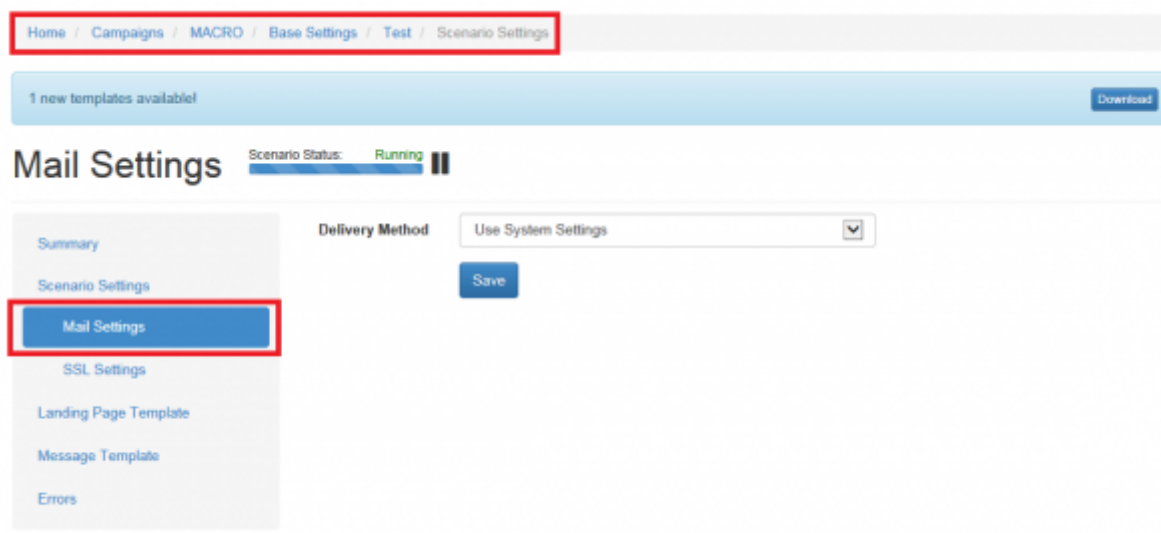 Home / Campaigns / MACRO / Base Settings / Test / Scenario Settings
1 new templates available!
Download
Mail Settings
Scenario Status: Running
Delivery Method
Use System Settings
Save
Summary
Scenario Settings
Mail Settings
SSL Settings
Landing Page Template
Message Template
Errors